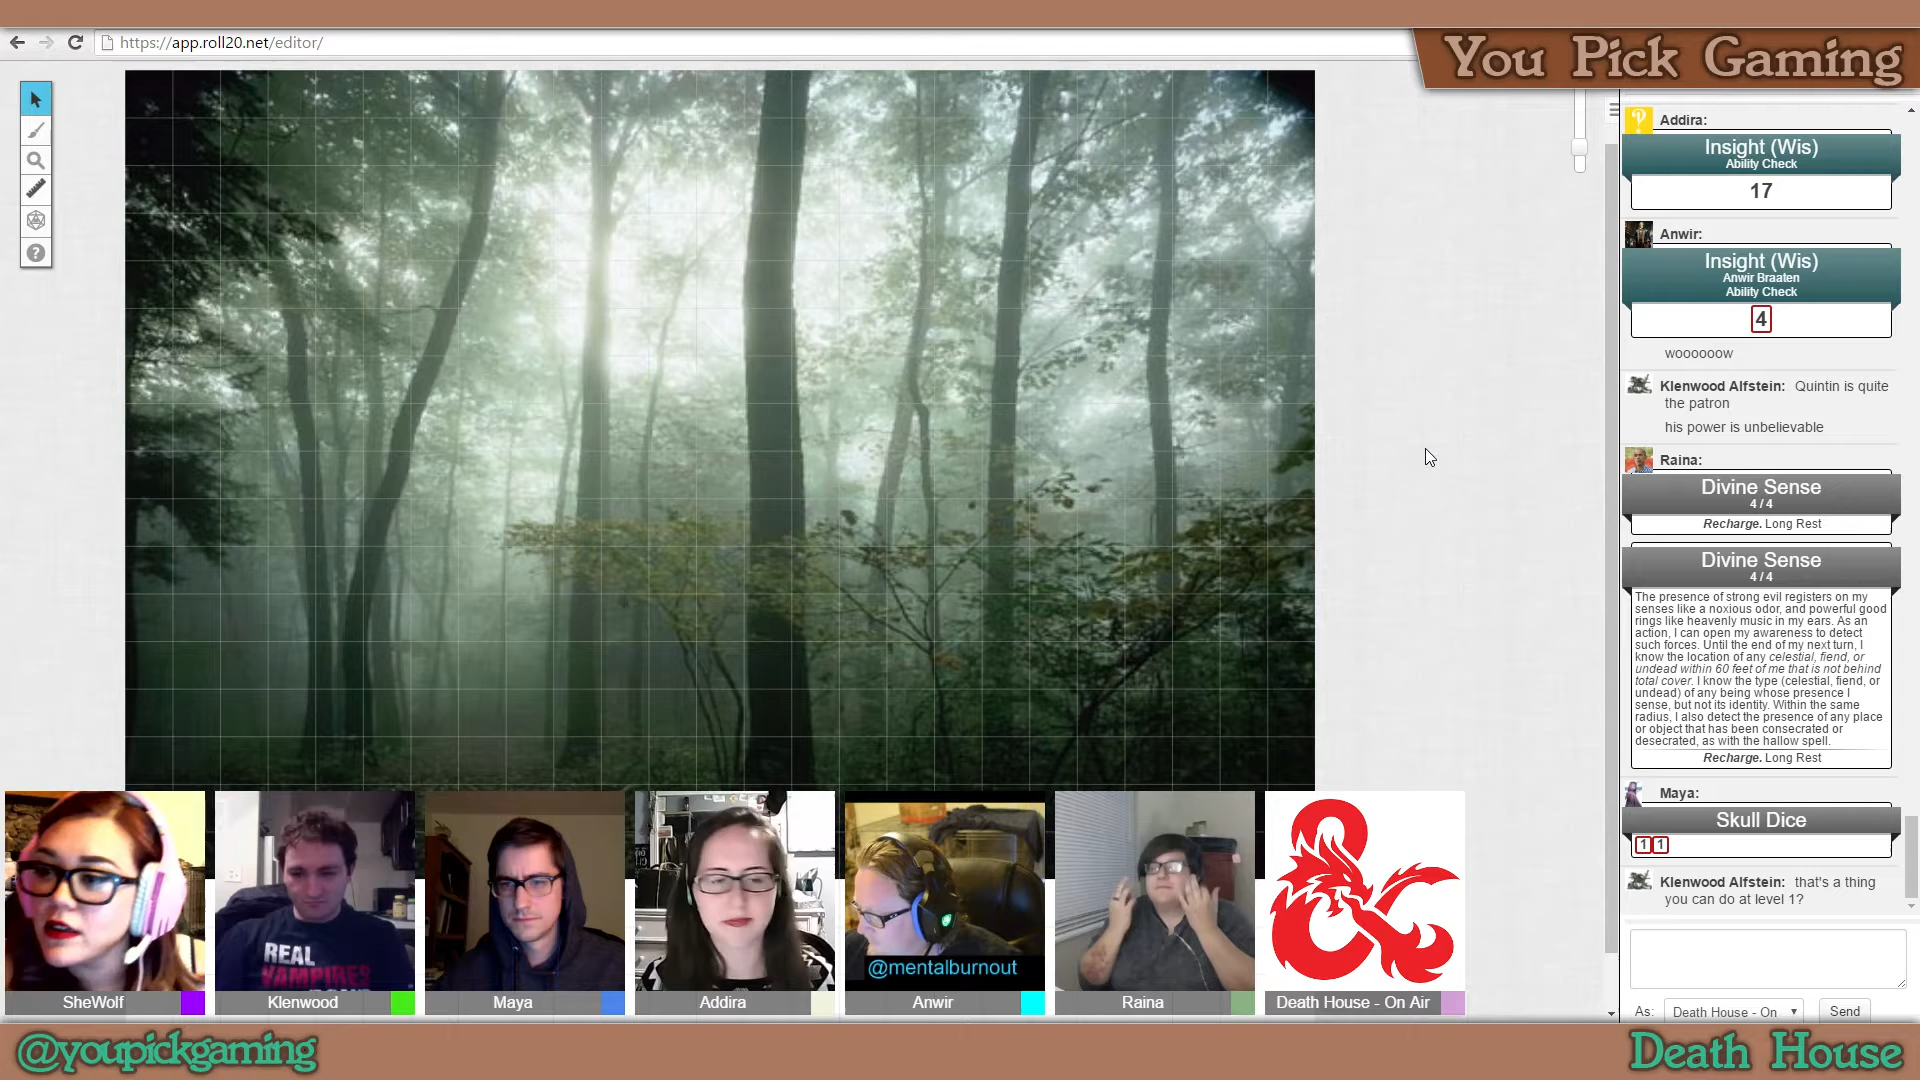 https://app.roll20.net/editor/
You Pick Gaming
Addira:
Insight (Wis)
Ability Check
17
Anwir:
Insight (Wis)
Anwir Braaten
Ability Check
4
woooooow
Klenwood Alfstein: Quintin is quite
the patron
his power is unbelievable
Raina:
Divine Sense
4 / 4
Recharge. Long Rest
Divine Sense
4 / 4
The presence of strong evil registers on my
senses like a noxious odor, and powerful good
rings like heavenly music in my ears. As an
action, I can open my awareness to detect
such forces. Until the end of my next turn, I
know the location of any celestial, fiend, or
undead within 60 feet of me that is not behind
total cover. I know the type (celestial, fiend, or
undead) of any being whose presence I
sense, but not its identity. Within the same
radius, I also detect the presence of any place
or object that has been consecrated or
desecrated, as with the hallow spell.
Recharge. Long Rest
Maya:
Skull Dice
1 1
Klenwood Alfstein: that's a thing
you can do at level 1?
As: Death House - On Send
REAL
VAMPIRES
@mentalburnout
SheWolf
Klenwood
Maya
Addira
Anwir
Raina
Death House - On Air
@youpickgaming
Death House